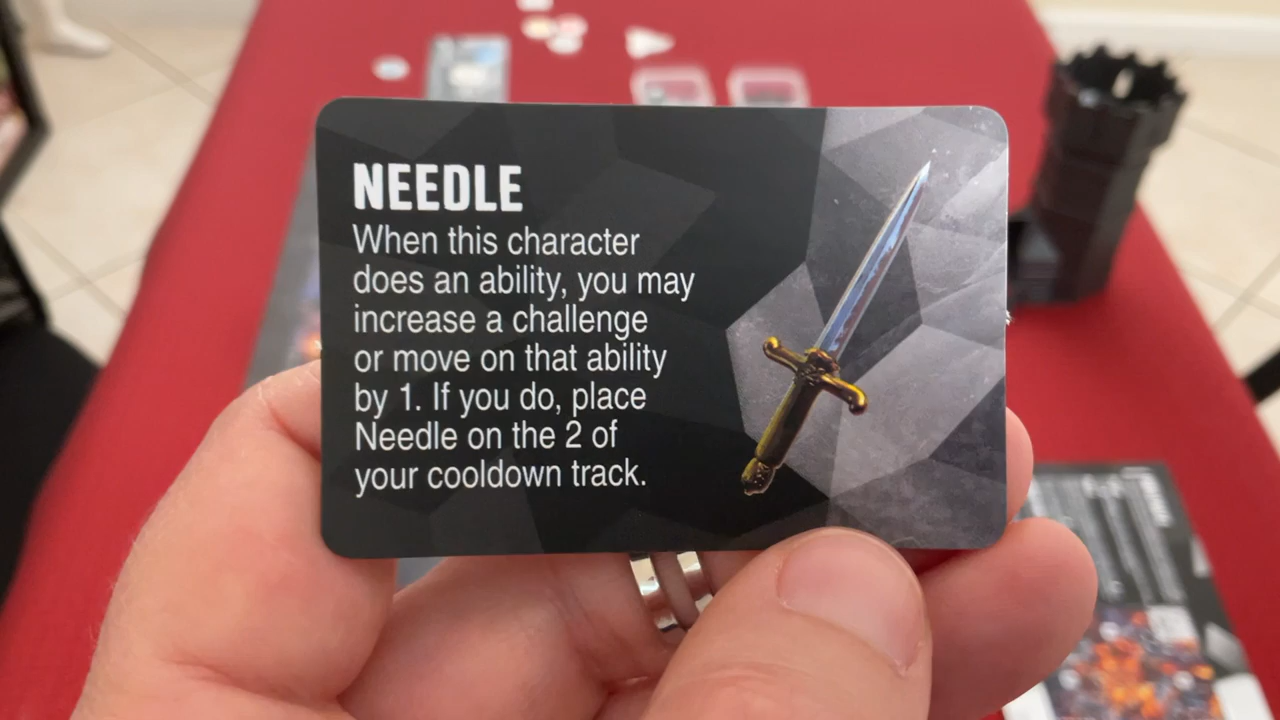 NEEDLE
When this character
does an ability, you may
increase a challenge
or move on that ability
by 1. If you do, place
Needle on the 2 of
your cooldown track.